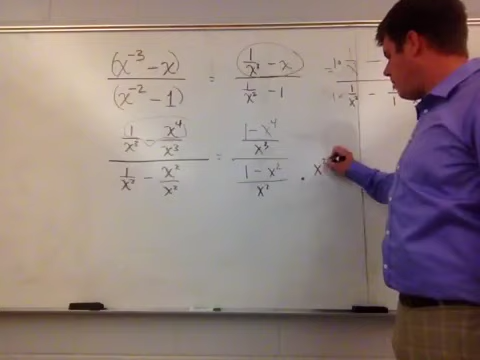 (x⁻³ - x) / (x⁻² - 1) = (1/x³ - x) / (1/x² - 1)
(1/x³ - x⁴/x³) / (1/x² - x²/x²) = ((1 - x⁴)/x³) / ((1 - x²)/x²) · x